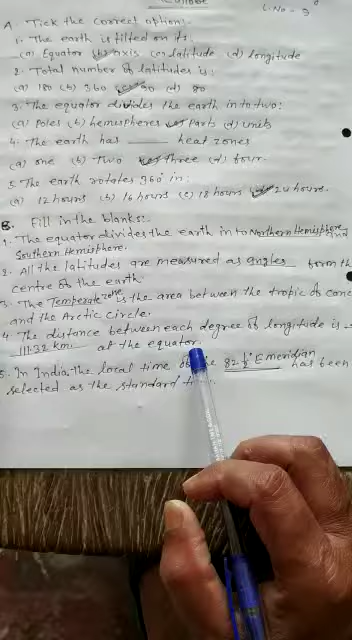 L.No - 3
A. Tick the correct options:-
1. The earth is tilted on its:
(a) Equator (b) axis (c) latitude (d) longitude
2. Total number of latitudes is:
(a) 180 (b) 360 (c) 90 (d) 80
3. The equator divides the earth into two:
(a) Poles (b) hemispheres (c) Parts (d) units
4. The earth has ______ heat zones
(a) one (b) Two (c) Three (d) four.
5. The earth rotates 360° in:
(a) 12 hours (b) 16 hours (c) 18 hours (d) 24 hours.
B. Fill in the blanks:-
1. The equator divides the earth into Northern Hemisphere and
Southern Hemisphere.
2. All the latitudes are measured as angles from the
centre of the earth
3. The Temperate zone is the area between the tropic of Canc
and the Arctic circle.
4. The distance between each degree of longitude is
111.32 km. at the equator.
5. In India, the local time of the 82 1/2° E meridian has been
selected as the standard